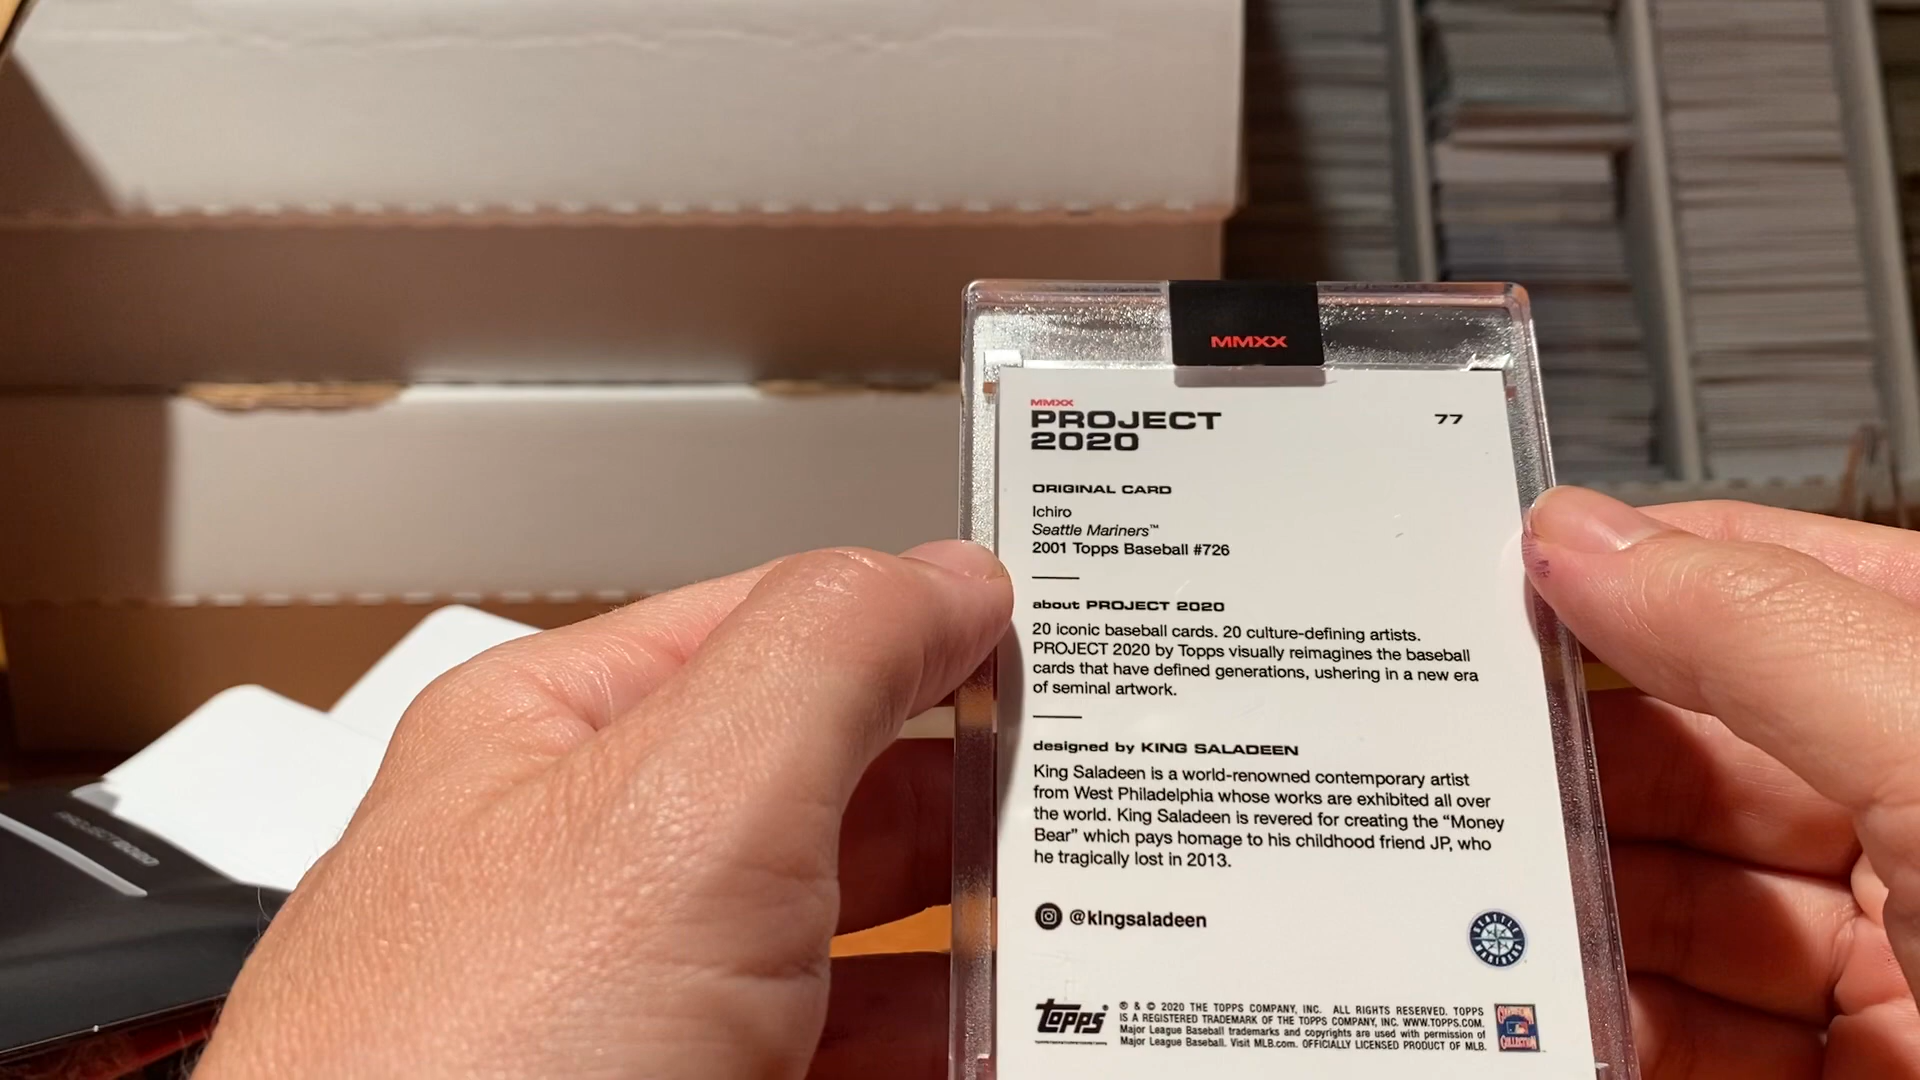 MMXX
MMXX
PROJECT
2020
77
ORIGINAL CARD
Ichiro
Seattle Mariners™
2001 Topps Baseball #726
about PROJECT 2020
20 iconic baseball cards. 20 culture-defining artists.
PROJECT 2020 by Topps visually reimagines the baseball
cards that have defined generations, ushering in a new era
of seminal artwork.
designed by KING SALADEEN
King Saladeen is a world-renowned contemporary artist
from West Philadelphia whose works are exhibited all over
the world. King Saladeen is revered for creating the “Money
Bear” which pays homage to his childhood friend JP, who
he tragically lost in 2013.
@kingsaladeen
SEATTLE MARINERS
Topps®
® & © 2020 THE TOPPS COMPANY, INC. ALL RIGHTS RESERVED. TOPPS
IS A REGISTERED TRADEMARK OF THE TOPPS COMPANY, INC. WWW.TOPPS.COM.
Major League Baseball trademarks and copyrights are used with permission of
Major League Baseball. Visit MLB.com. OFFICIALLY LICENSED PRODUCT OF MLB.
COOPERSTOWN
COLLECTION
PROJECT2020